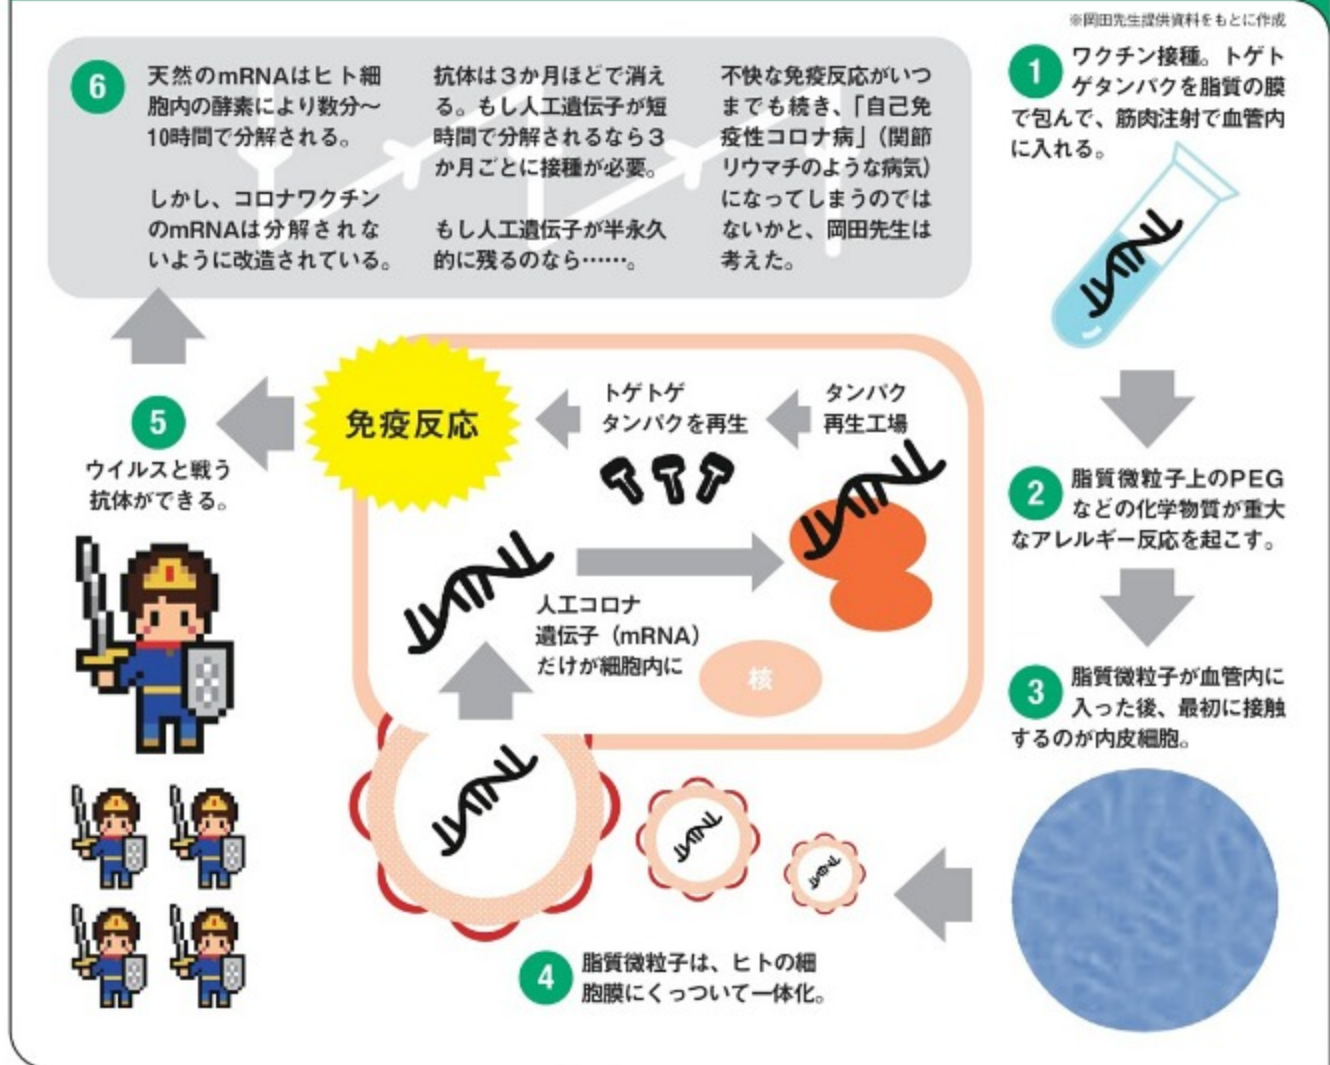 ※岡田先生提供資料をもとに作成
1
ワクチン接種。トゲト
ゲタンパクを脂質の膜
で包んで、筋肉注射で血管内
に入れる。
2
脂質微粒子上のPEG
などの化学物質が重大
なアレルギー反応を起こす。
3
脂質微粒子が血管内に
入った後、最初に接触
するのが内皮細胞。
4
脂質微粒子は、ヒトの細
胞膜にくっついて一体化。
人工コロナ
遺伝子（mRNA）
だけが細胞内に
核
タンパク
再生工場
トゲトゲ
タンパクを再生
免疫反応
5
ウイルスと戦う
抗体ができる。
6
天然のmRNAはヒト細
胞内の酵素により数分〜
10時間で分解される。
しかし、コロナワクチン
のmRNAは分解されな
いように改造されている。
抗体は３か月ほどで消え
る。もし人工遺伝子が短
時間で分解されるなら３
か月ごとに接種が必要。
もし人工遺伝子が半永久
的に残るのなら……。
不快な免疫反応がいつ
までも続き、「自己免
疫性コロナ病」（関節
リウマチのような病気）
になってしまうのでは
ないかと、岡田先生は
考えた。